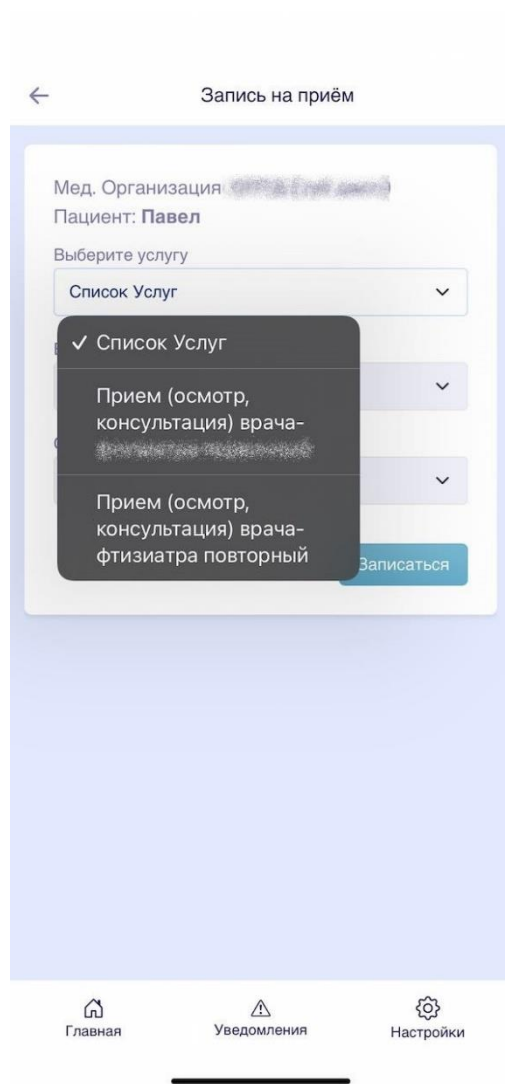 Запись на приём
Мед. Организация
Пациент: Павел
Выберите услугу
Список Услуг
✓ Список Услуг
Прием (осмотр,
консультация) врача-
Прием (осмотр,
консультация) врача-
фтизиатра повторный
Записаться
Главная
Уведомления
Настройки